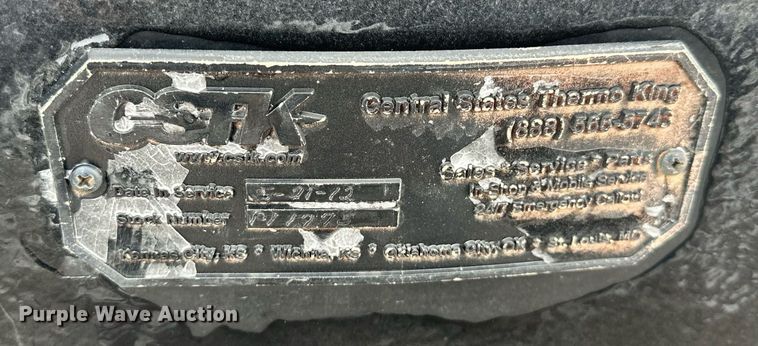 CSTK
Central States Thermo King
(888) 566-5743
www.cstk.com
Sales * Service * Parts
Date In Service
In Shop & Mobile Service
24/7 Emergency Callout
Stock Number
Kansas City, KS * Wichita, KS * Oklahoma City, OK * St. Louis, MO
Purple Wave Auction